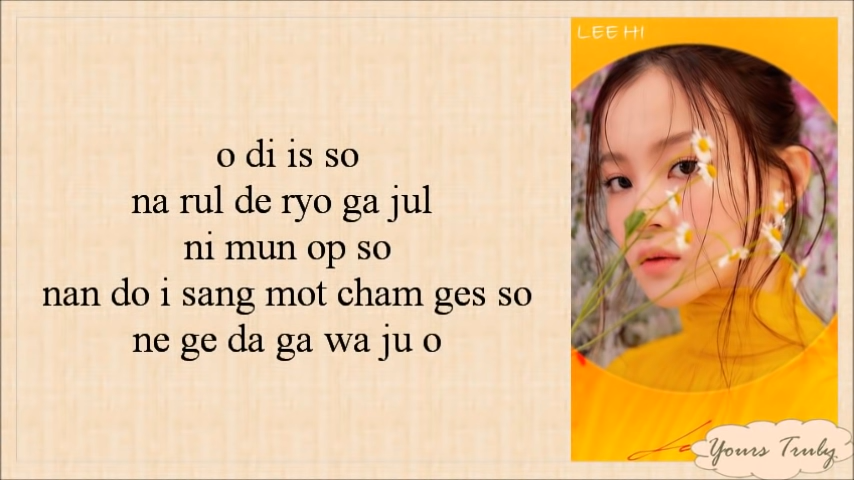 LEE HI
o di is so
na rul de ryo ga jul
ni mun op so
nan do i sang mot cham ges so
ne ge da ga wa ju o
Yours Truly